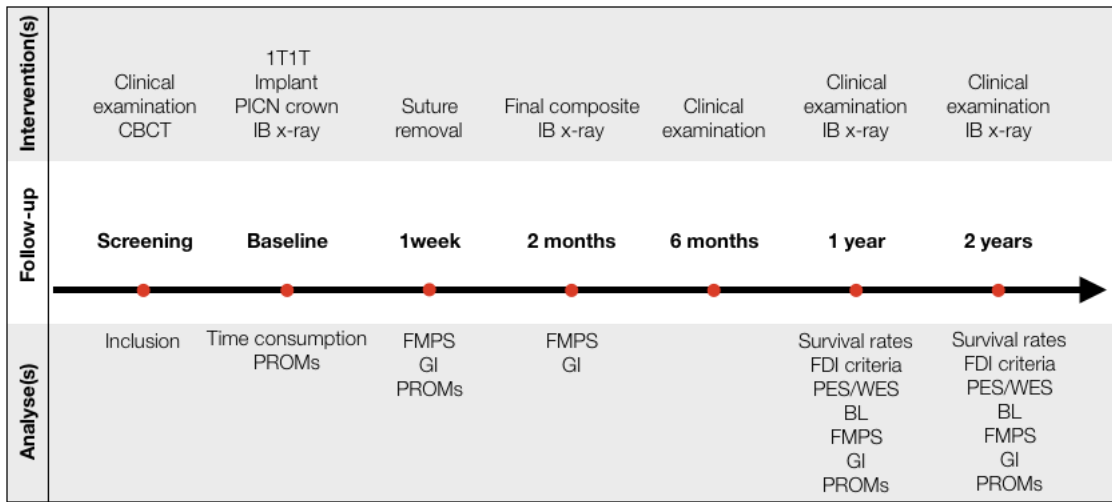 Intervention(s)
Clinical
examination
CBCT
1T1T
Implant
PICN crown
IB x-ray
Suture
removal
Final composite
IB x-ray
Clinical
examination
Clinical
examination
IB x-ray
Clinical
examination
IB x-ray
Follow-up
Screening
Baseline
1week
2 months
6 months
1 year
2 years
Analyse(s)
Inclusion
Time consumption
PROMs
FMPS
GI
PROMs
FMPS
GI
Survival rates
FDI criteria
PES/WES
BL
FMPS
GI
PROMs
Survival rates
FDI criteria
PES/WES
BL
FMPS
GI
PROMs